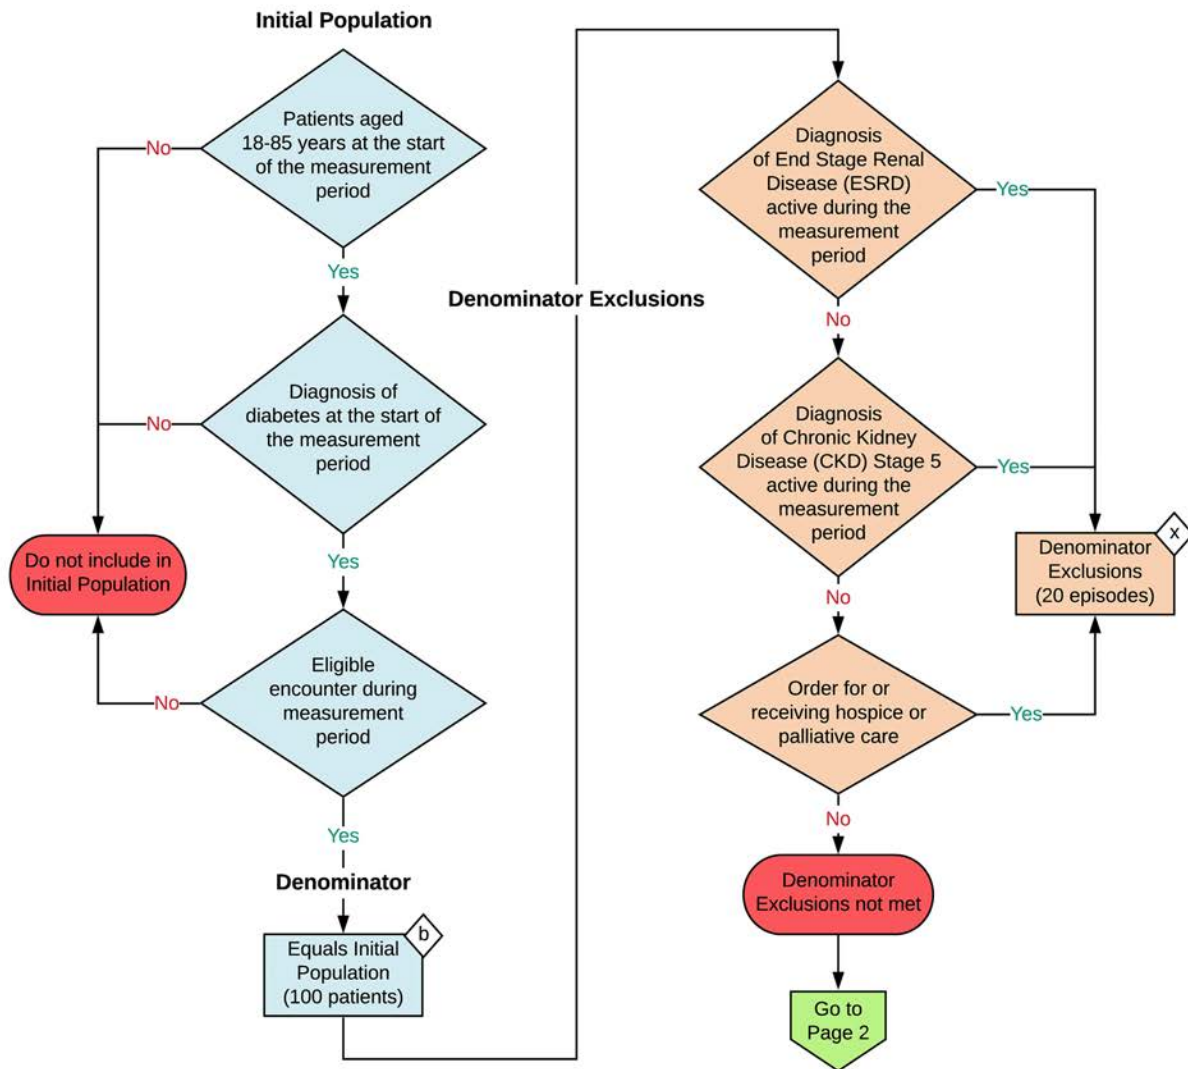 Initial Population
Patients aged
18-85 years at the start
of the measurement
period
No
Yes
Diagnosis of
diabetes at the start of
the measurement
period
No
Yes
Do not include in
Initial Population
Eligible
encounter during
measurement
period
No
Yes
Denominator
b
Equals Initial
Population
(100 patients)
Denominator Exclusions
Diagnosis
of End Stage Renal
Disease (ESRD)
active during the
measurement
period
Yes
No
Diagnosis
of Chronic Kidney
Disease (CKD) Stage 5
active during the
measurement
period
Yes
No
x
Denominator
Exclusions
(20 episodes)
Order for or
receiving hospice or
palliative care
Yes
No
Denominator
Exclusions not met
Go to
Page 2